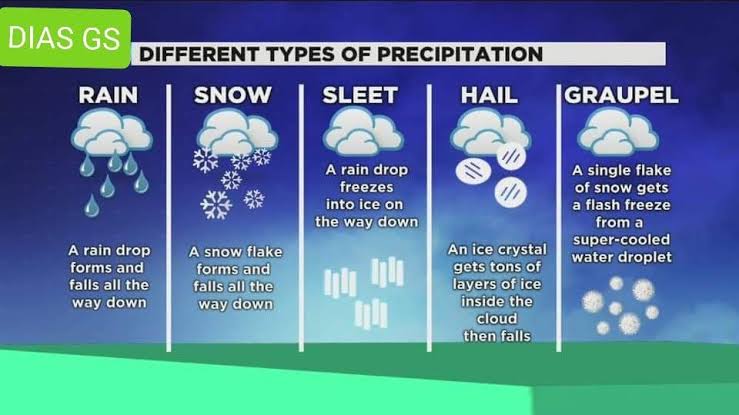 DIAS GS
DIFFERENT TYPES OF PRECIPITATION
RAIN
A rain drop
forms and
falls all the
way down
SNOW
A snow flake
forms and
falls all the
way down
SLEET
A rain drop
freezes
into ice on
the way down
HAIL
An ice crystal
gets tons of
layers of ice
inside the
cloud
then falls
GRAUPEL
A single flake
of snow gets
a flash freeze
from a
super-cooled
water droplet